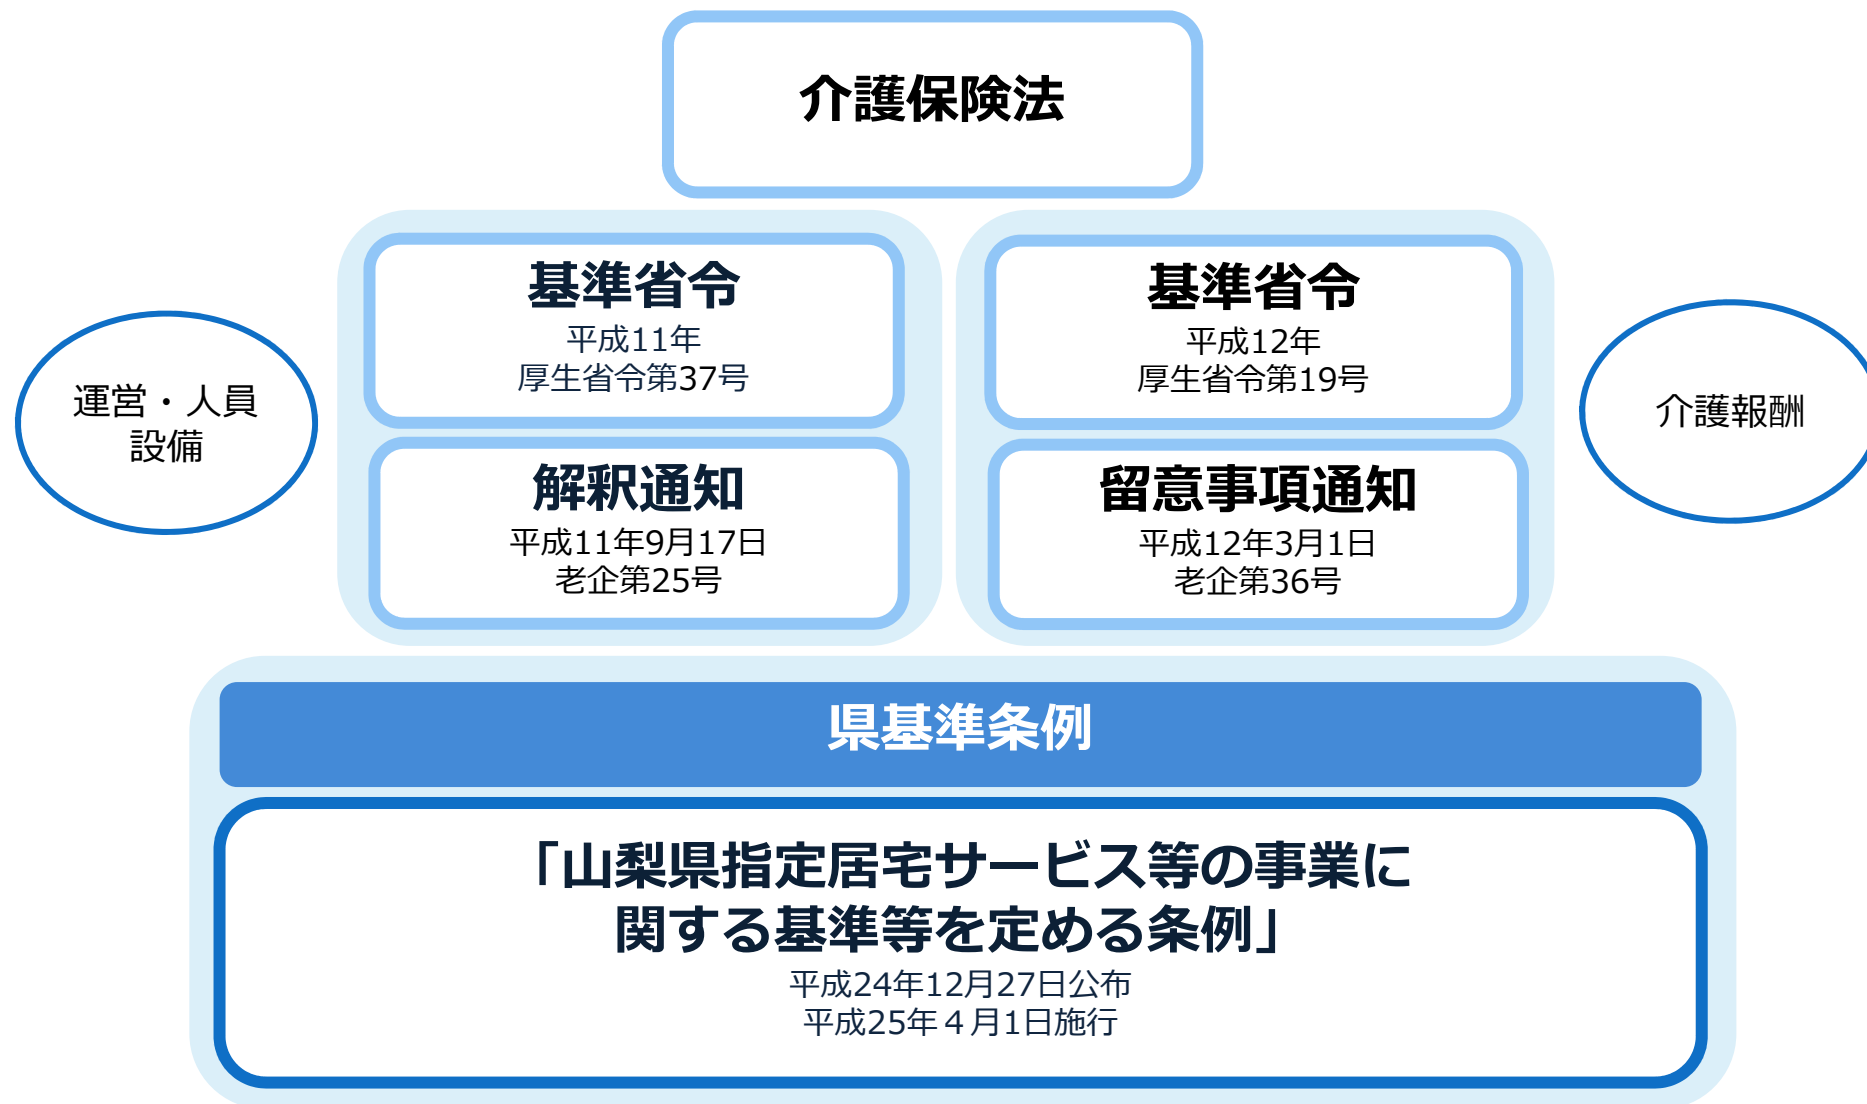 介護保険法
運営・人員
設備
基準省令
平成11年
厚生省令第37号
解釈通知
平成11年9月17日
老企第25号
基準省令
平成12年
厚生省令第19号
留意事項通知
平成12年3月1日
老企第36号
介護報酬
県基準条例
「山梨県指定居宅サービス等の事業に
関する基準等を定める条例」
平成24年12月27日公布
平成25年４月1日施行